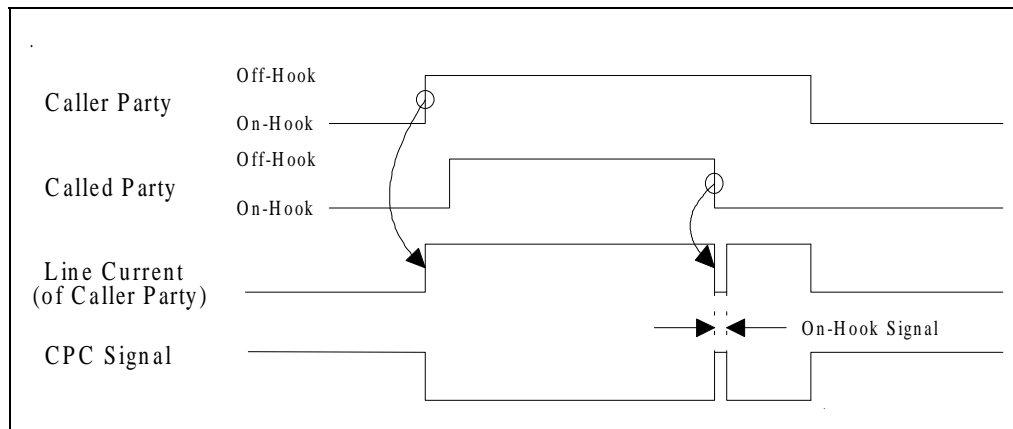 Off-Hook
Caller Party
On-Hook
Off-Hook
Called Party
On-Hook
Line Current
(of Caller Party)
On-Hook Signal
CPC Signal